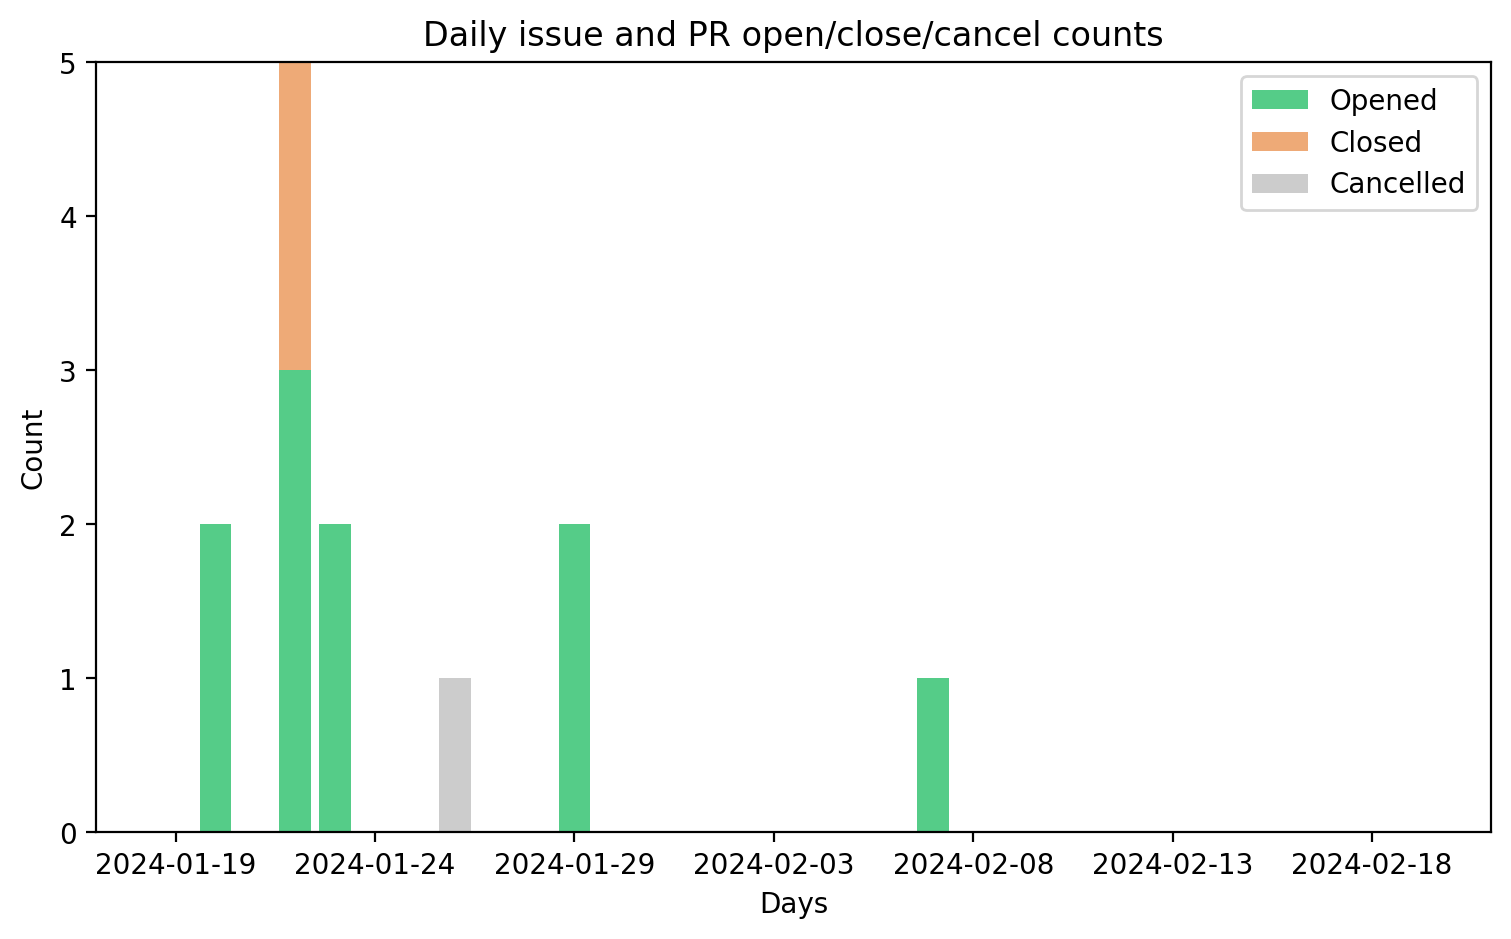 Daily issue and PR open/close/cancel counts
Opened
Closed
Cancelled
Count
5
4
3
2
1
0
2024-01-19 2024-01-24 2024-01-29 2024-02-03 2024-02-08 2024-02-13 2024-02-18
Days